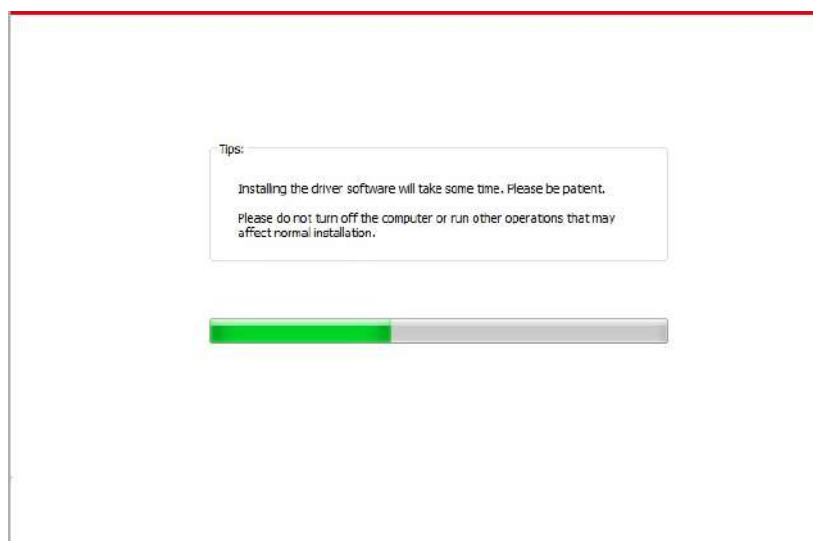 Tips:
Installing the driver software will take some time. Please be patient.
Please do not turn off the computer or run other operations that may
affect normal installation.